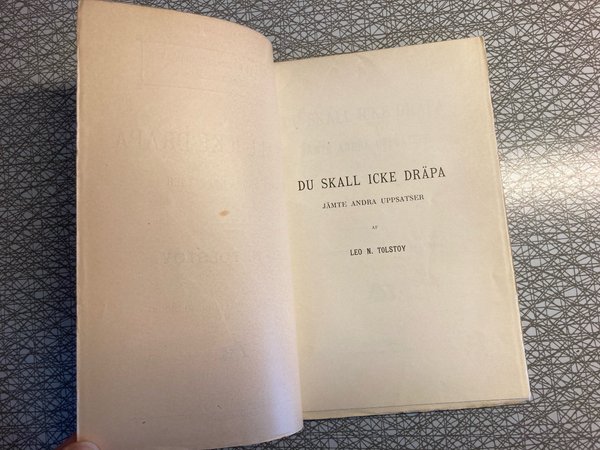 DU SKALL ICKE DRÄPA
JÄMTE ANDRA UPPSATSER
AF
LEO N. TOLSTOY